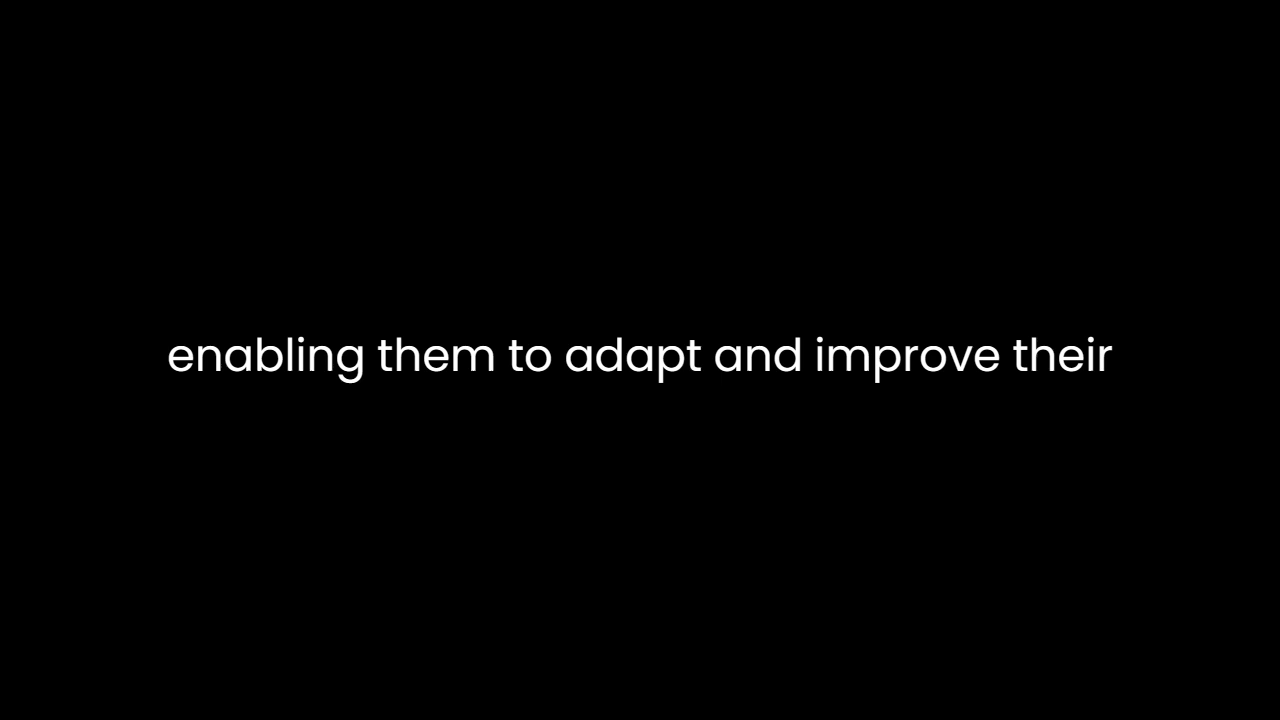 enabling them to adapt and improve their